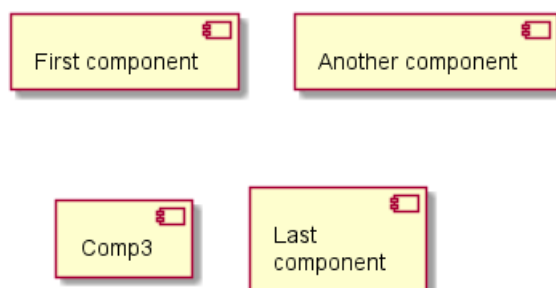 First component
Another component
Comp3
Last
component